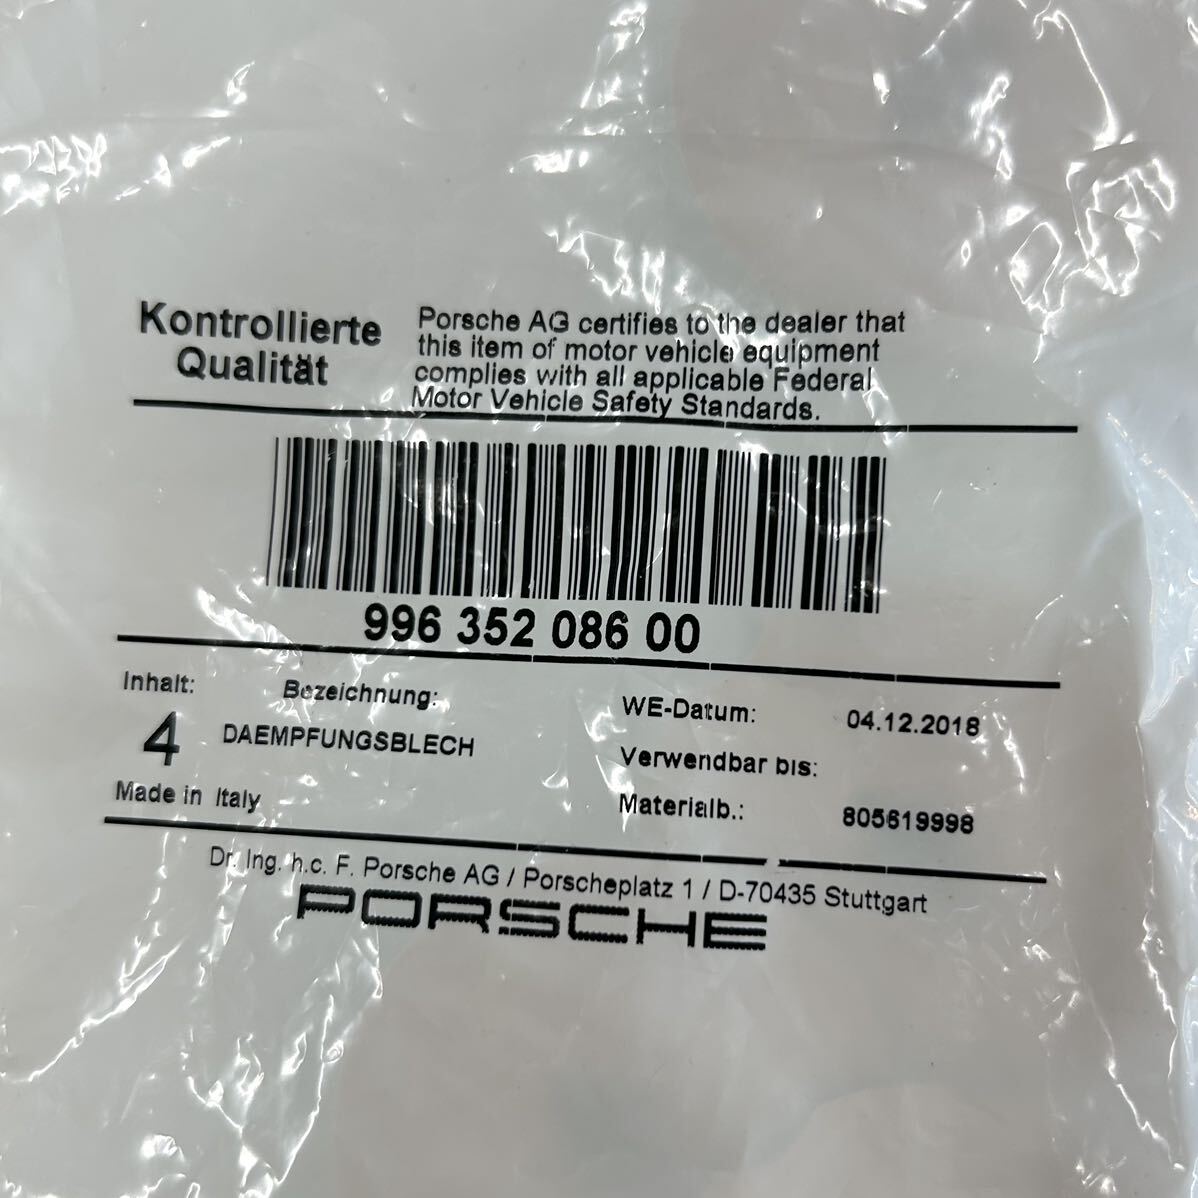 Kontrollierte
Qualität
Porsche AG certifies to the dealer that
this item of motor vehicle equipment
complies with all applicable Federal
Motor Vehicle Safety Standards.
996 352 086 00
Inhalt:
Bezeichnung:
4
DAEMPFUNGSBLECH
Made in Italy
WE-Datum:
04.12.2018
Verwendbar bis:
Materialb.:
805619998
Dr. Ing. h.c. F. Porsche AG / Porscheplatz 1 / D-70435 Stuttgart
PORSCHE